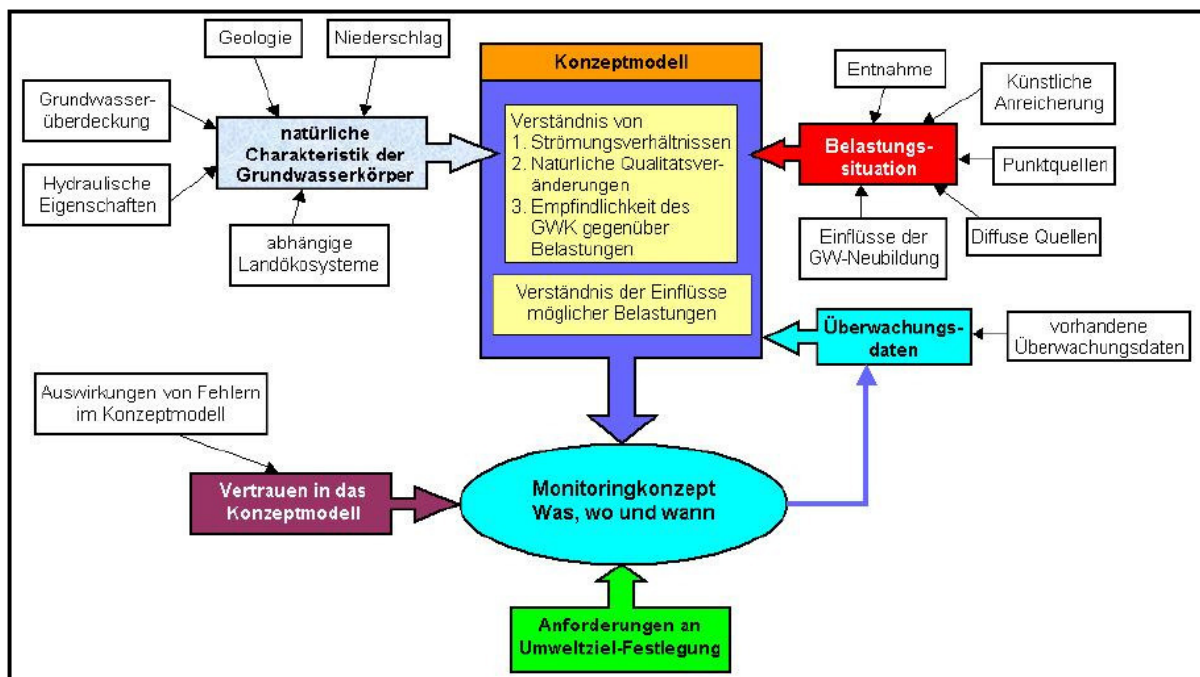 Geologie
Niederschlag
Grundwasser-
überdeckung
natürliche
Charakteristik der
Grundwasserkörper
Hydraulische
Eigenschaften
abhängige
Landökosysteme
Konzeptmodell
Verständnis von
1. Strömungsverhältnissen
2. Natürliche Qualitätsver-
änderungen
3. Empfindlichkeit des
GWK gegenüber
Belastungen
Verständnis der Einflüsse
möglicher Belastungen
Entnahme
Künstliche
Anreicherung
Belastungs-
situation
Punktquellen
Einflüsse der
GW-Neubildung
Diffuse Quellen
Überwachungs-
daten
vorhandene
Überwachungsdaten
Auswirkungen von Fehlern
im Konzeptmodell
Vertrauen in das
Konzeptmodell
Monitoringkonzept
Was, wo und wann
Anforderungen an
Umweltziel-Festlegung